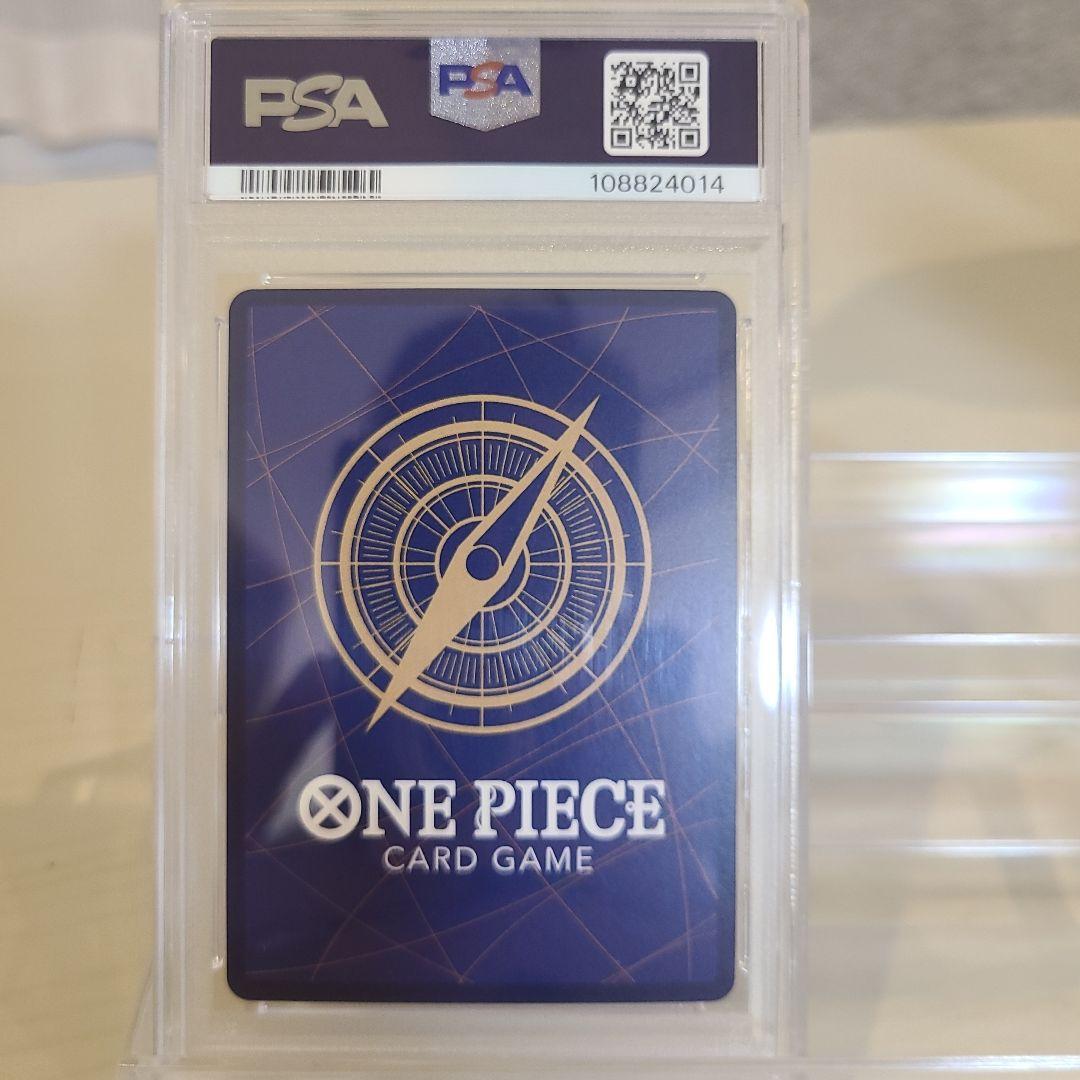 PSA
PSA
108824014
ONE PIECE
CARD GAME